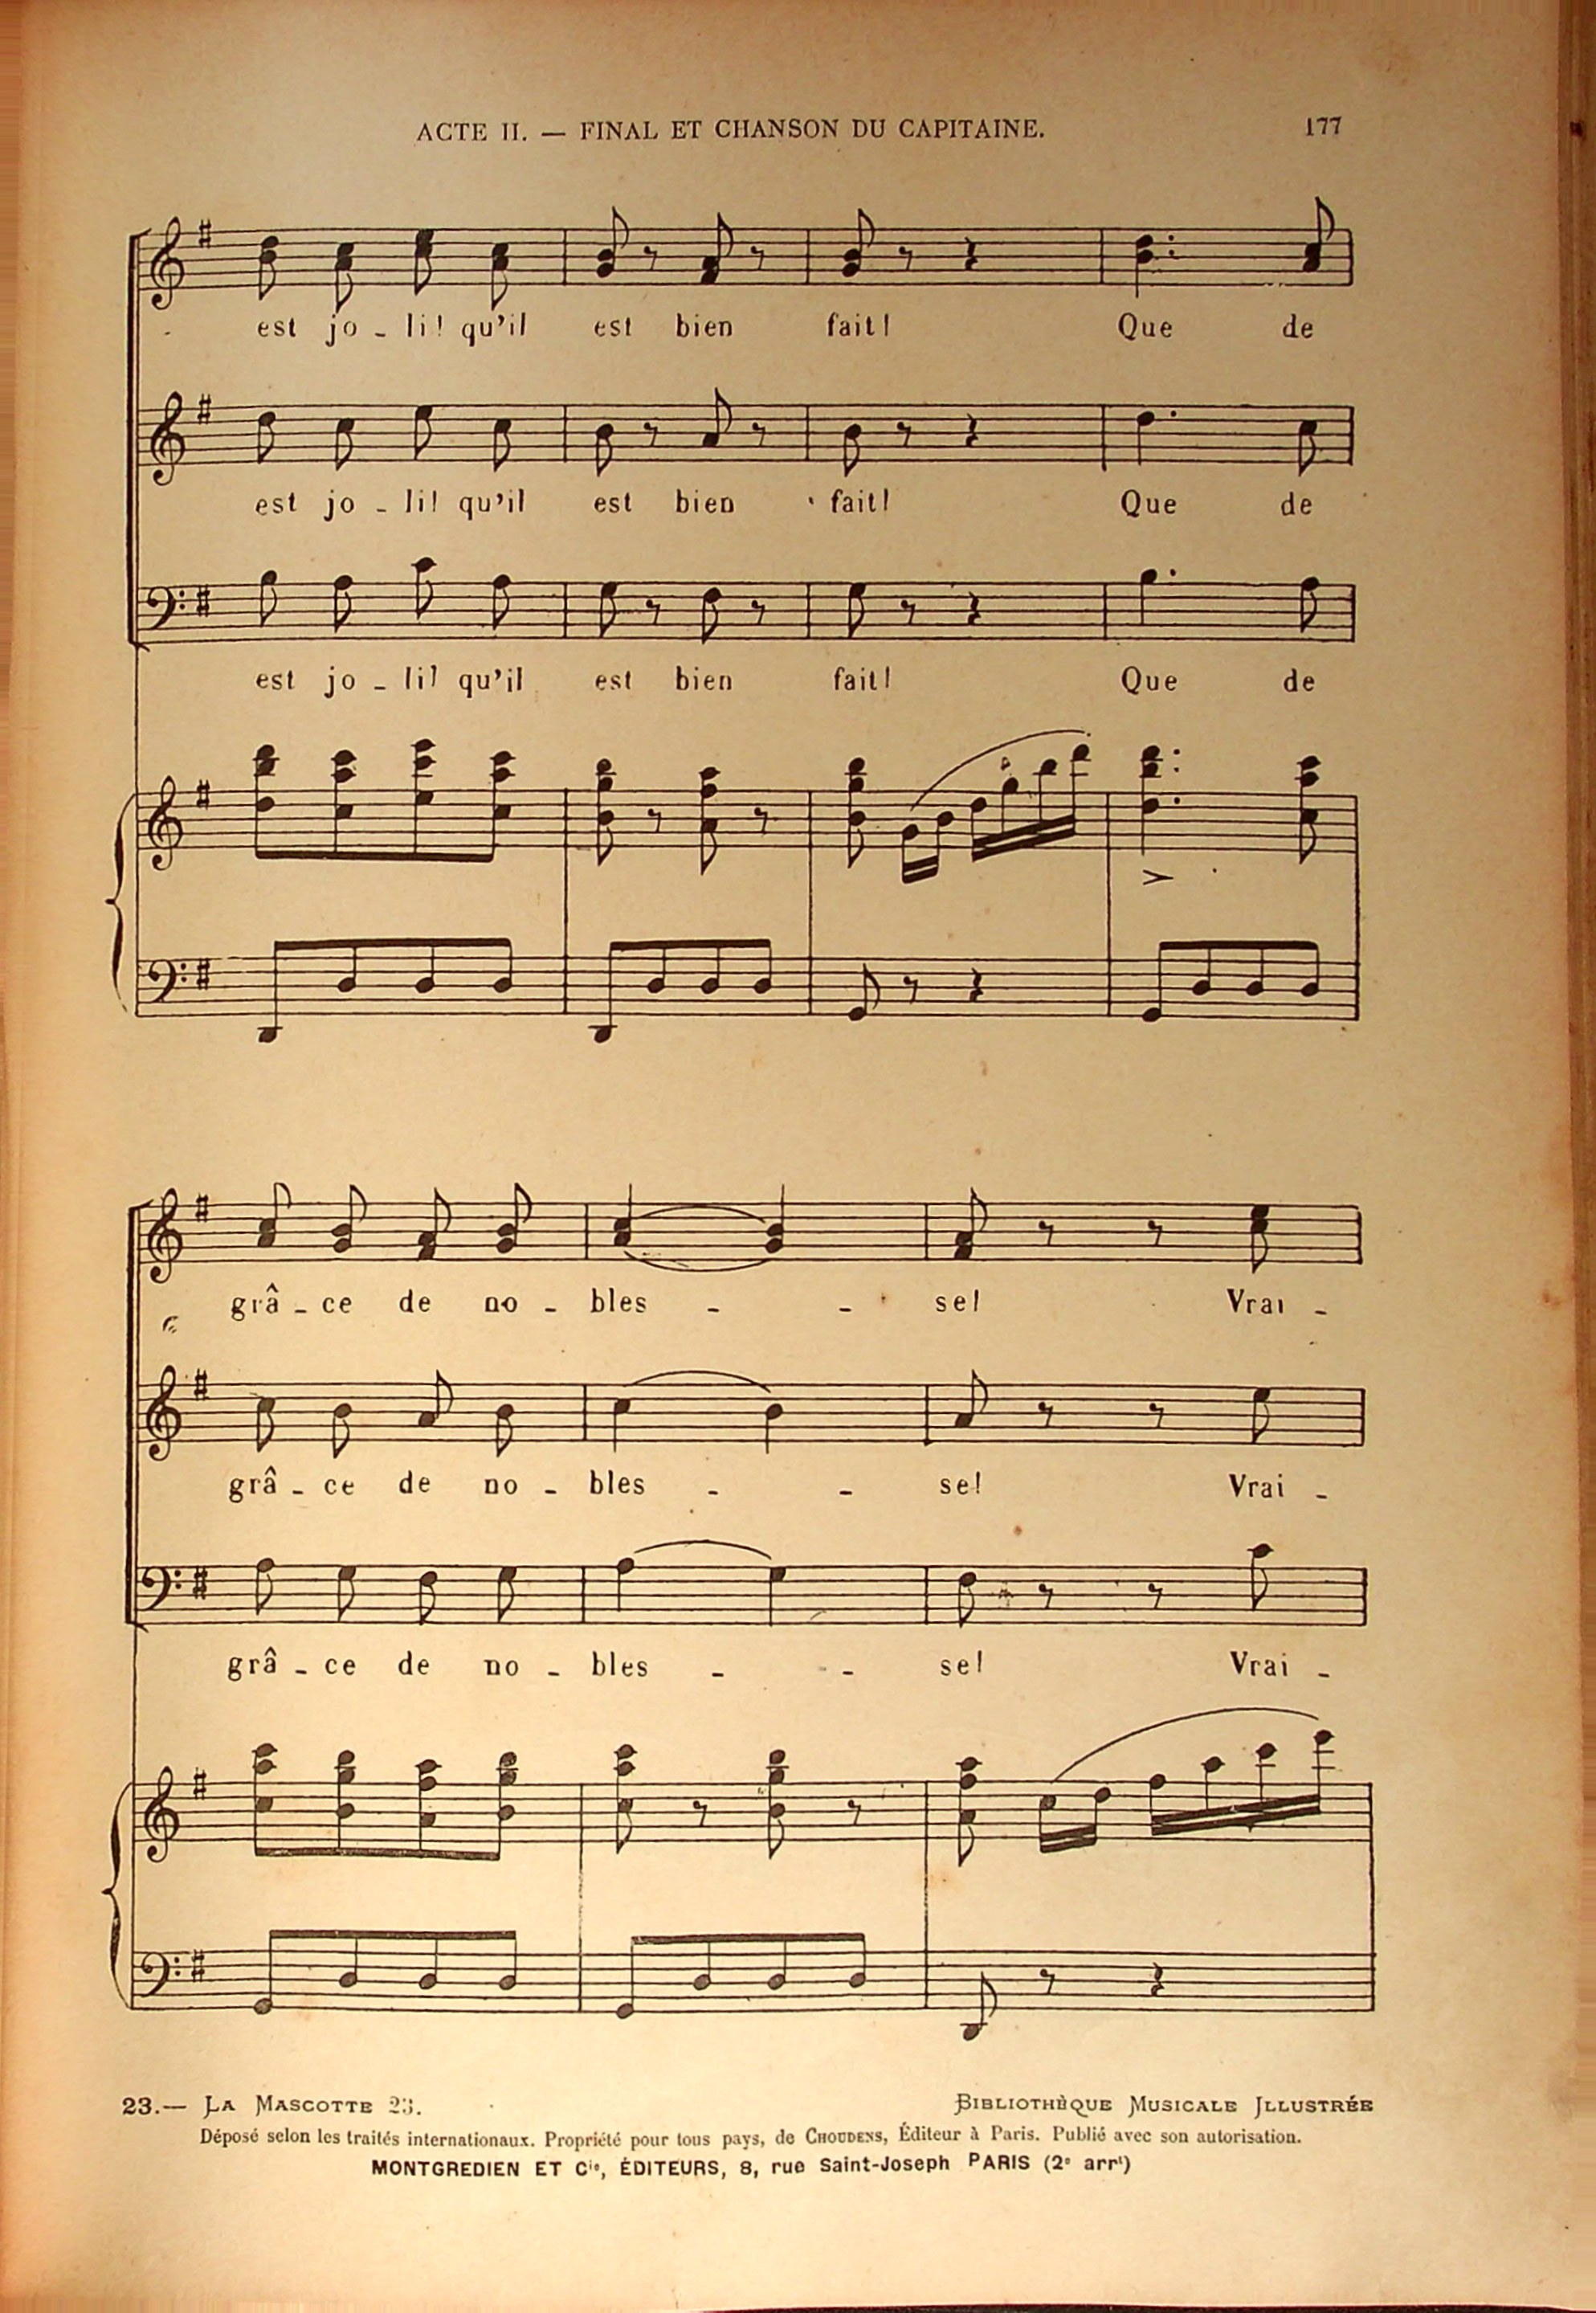 ACTE II. — FINAL ET CHANSON DU CAPITAINE. 177
est jo - li! qu'il est bien fait! Que de
est jo - li! qu'il est bien fait! Que de
est jo - li! qu'il est bien fait! Que de
grâ - ce de no - bles - - se! Vrai -
grâ - ce de no - bles - - se! Vrai -
grâ - ce de no - bles - - se! Vrai -
23.— LA MASCOTTE 23. BIBLIOTHÈQUE MUSICALE ILLUSTRÉE
Déposé selon les traités internationaux. Propriété pour tous pays, de CHOUDENS, Éditeur à Paris. Publié avec son autorisation.
MONTGREDIEN ET Cie, ÉDITEURS, 8, rue Saint-Joseph PARIS (2e arrt)